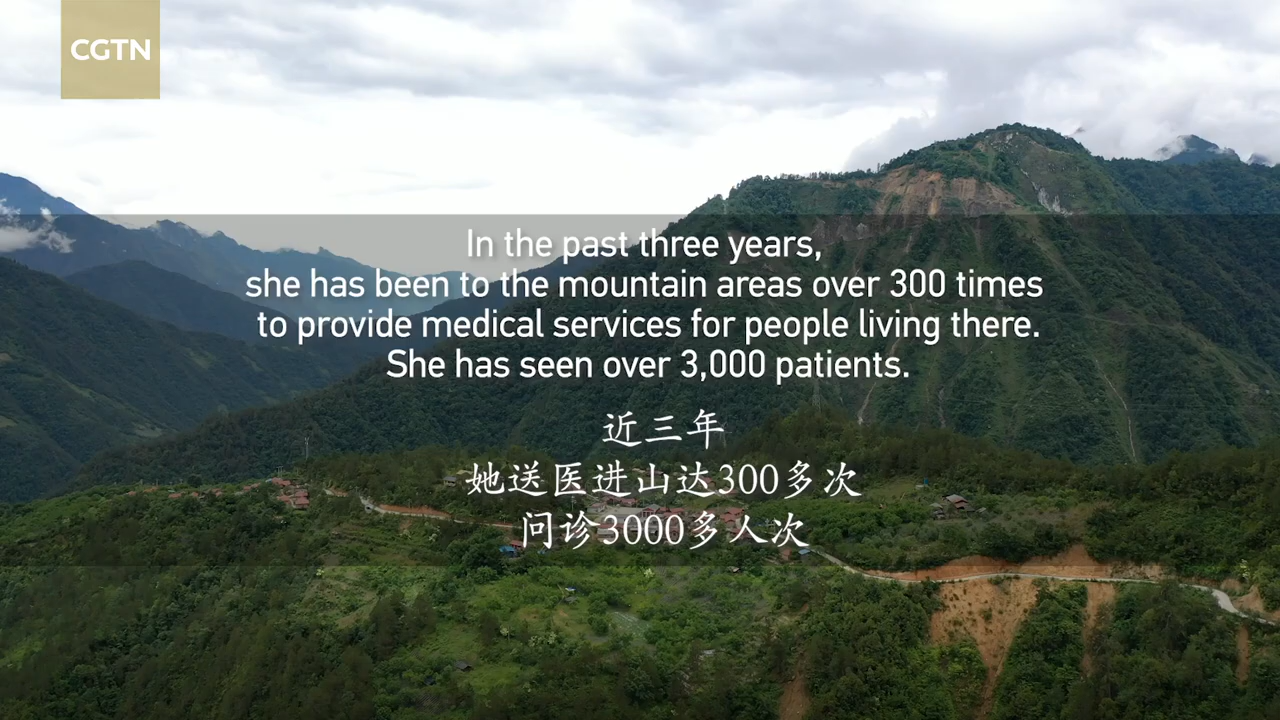 CGTN
In the past three years,
she has been to the mountain areas over 300 times
to provide medical services for people living there.
She has seen over 3,000 patients.
近三年
她送医进山达300多次
问诊3000多人次